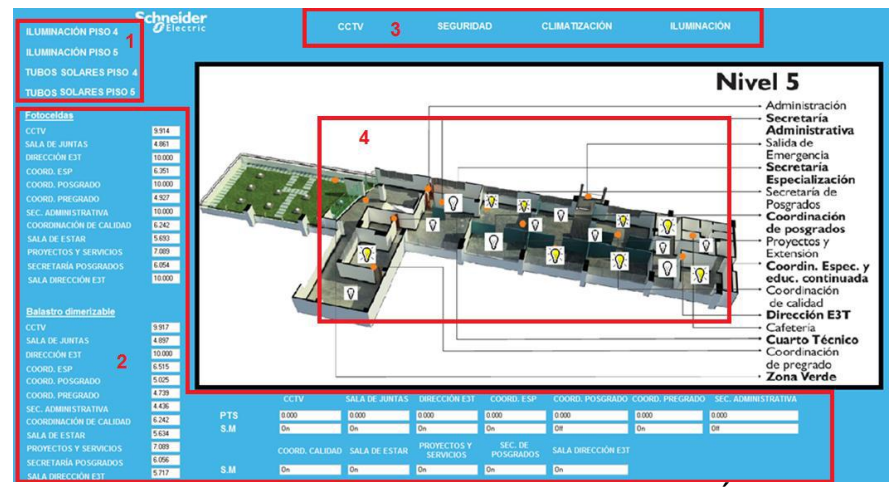 Schneider
Electric
ILUMINACIÓN PISO 4
1
ILUMINACIÓN PISO 5
TUBOS SOLARES PISO 4
TUBOS SOLARES PISO 5
CCTV
3
SEGURIDAD
CLIMATIZACIÓN
ILUMINACIÓN
Fotoceldas
CCTV 9.914
SALA DE JUNTAS 4.861
DIRECCIÓN E3T 10.000
COORD. ESP 6.351
COORD. POSGRADO 10.000
COORD. PREGRADO 4.927
SEC. ADMINISTRATIVA 10.000
COORDINACIÓN DE CALIDAD 6.242
SALA DE ESTAR 5.693
PROYECTOS Y SERVICIOS 7.089
SECRETARÍA POSGRADOS 6.054
SALA DIRECCIÓN E3T 10.000
Balastro dimerizable
CCTV 9.917
SALA DE JUNTAS 4.897
DIRECCIÓN E3T 10.000
2
COORD. ESP 6.515
COORD. POSGRADO 5.025
COORD. PREGRADO 4.739
SEC. ADMINISTRATIVA 4.436
COORDINACIÓN DE CALIDAD 6.242
SALA DE ESTAR 5.634
PROYECTOS Y SERVICIOS 7.089
SECRETARÍA POSGRADOS 6.056
SALA DIRECCIÓN E3T 5.717
4
Nivel 5
Administración
Secretaría
Administrativa
Salida de
Emergencia
Secretaría
Especialización
Secretaría de
Posgrados
Coordinación
de posgrados
Proyectos y
Extensión
Coordin. Espec. y
educ. continuada
Coordinación
de calidad
Dirección E3T
Cafetería
Cuarto Técnico
Coordinación
de pregrado
Zona Verde
CCTV SALA DE JUNTAS DIRECCIÓN E3T COORD. ESP COORD. POSGRADO COORD. PREGRADO SEC. ADMINISTRATIVA
PTS 0.000 0.000 0.000 0.000 0.000 0.000 0.000
S.M On On On On Off On Off
COORD. CALIDAD SALA DE ESTAR PROYECTOS Y SERVICIOS SEC. DE POSGRADOS SALA DIRECCIÓN E3T
S.M On On On On On